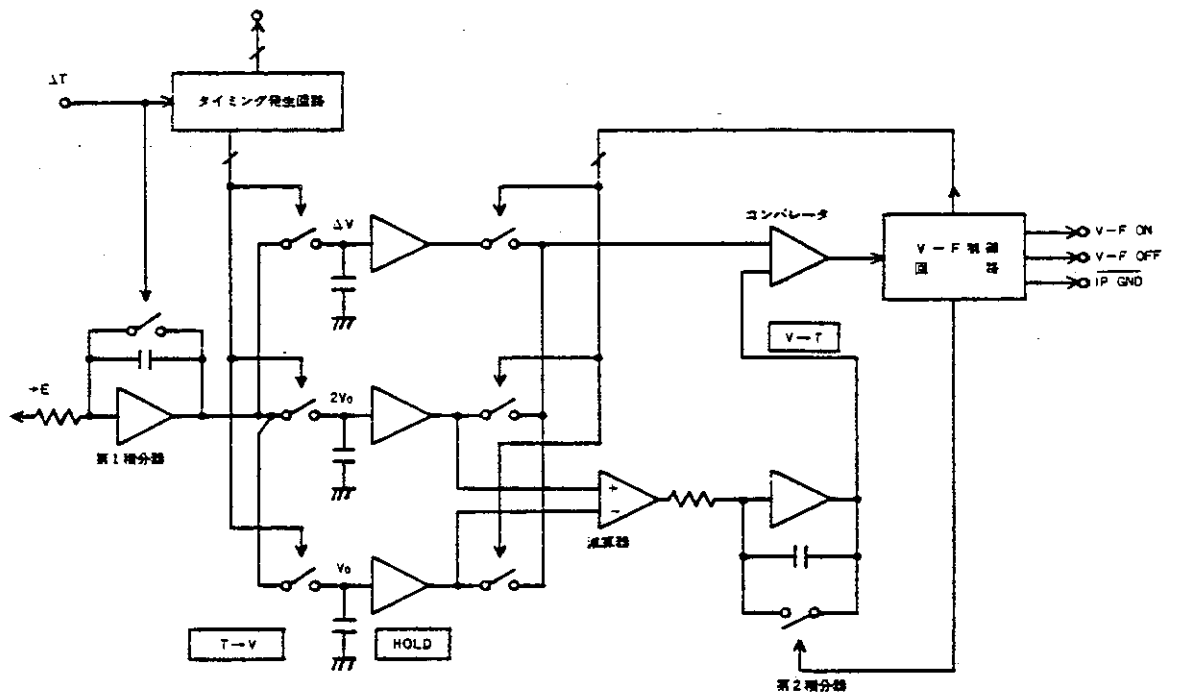 ΔT
タイミング発生回路
ΔV
コンパレータ
V−F制御
回路
V−F ON
V−F OFF
IP GND
V→T
2V₀
第1積分器
+
−
減算器
V₀
T→V
HOLD
第2積分器